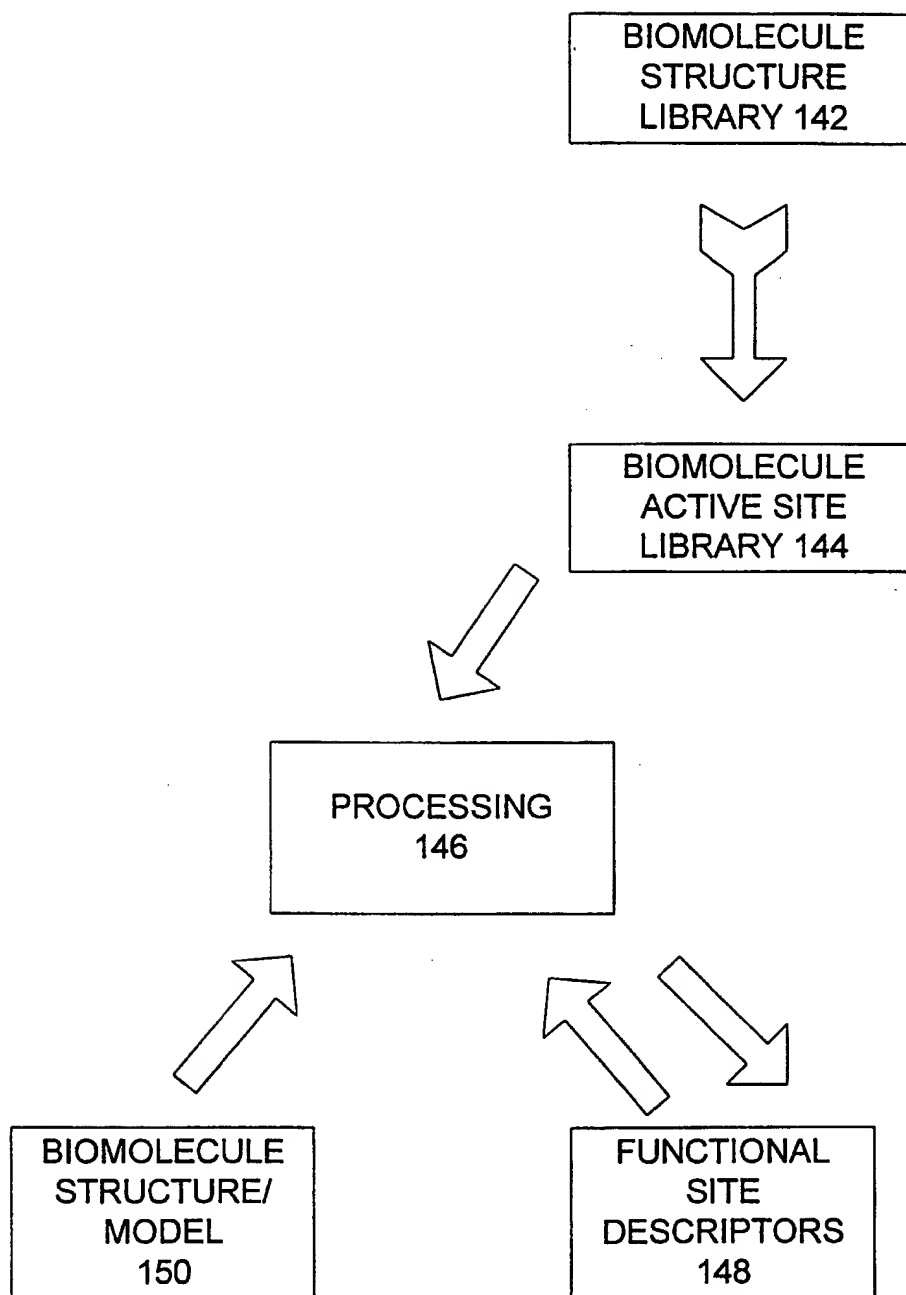 BIOMOLECULE
STRUCTURE
LIBRARY 142
BIOMOLECULE
ACTIVE SITE
LIBRARY 144
PROCESSING
146
BIOMOLECULE
STRUCTURE/
MODEL
150
FUNCTIONAL
SITE
DESCRIPTORS
148